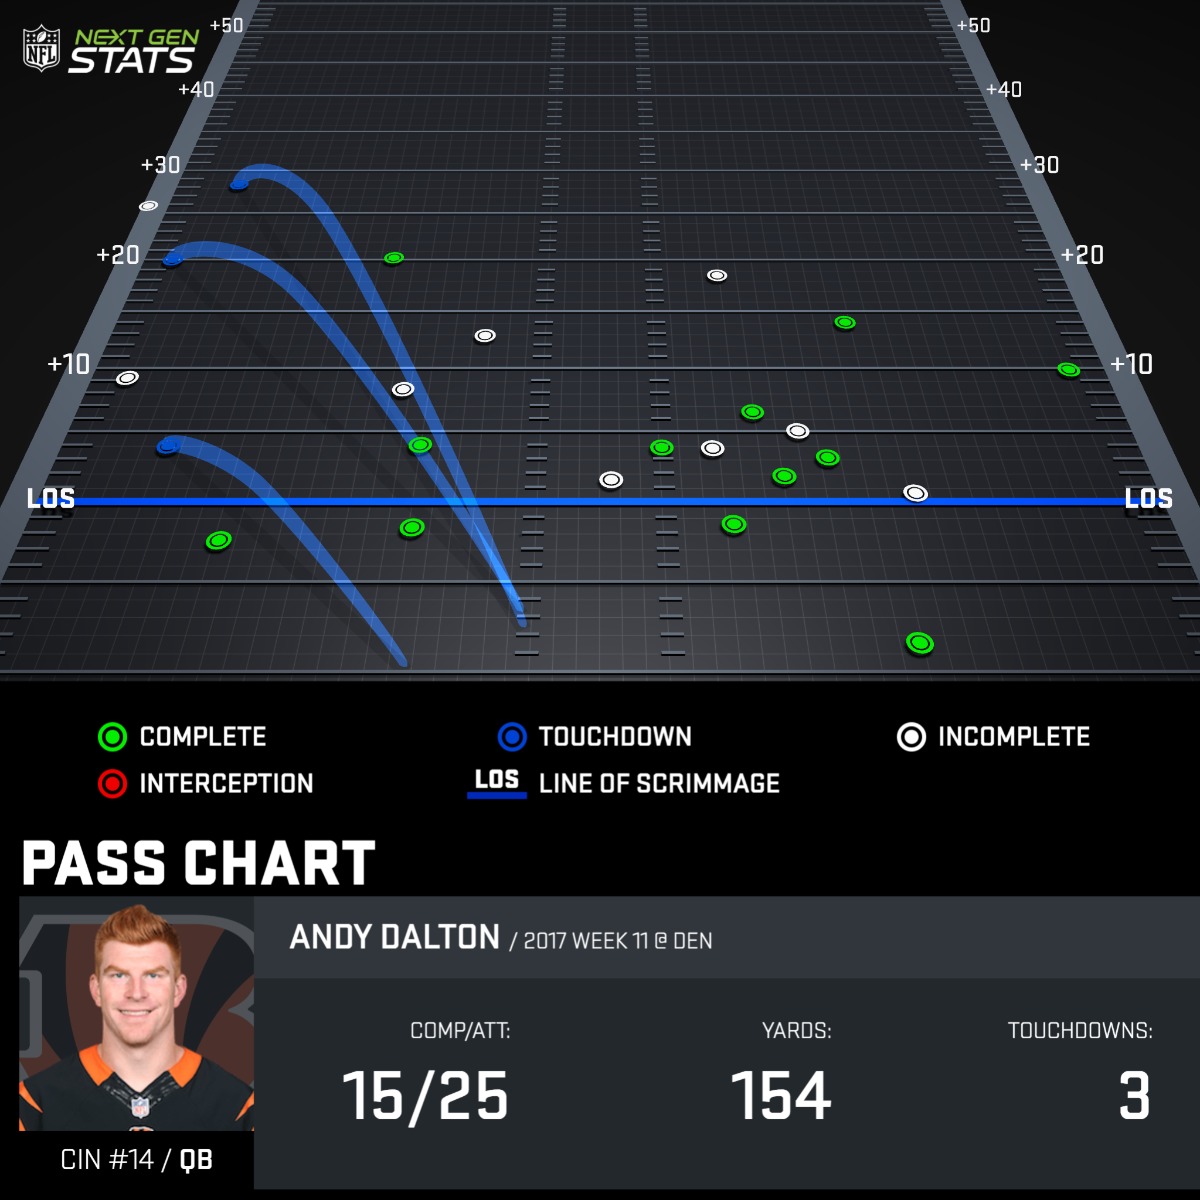 NFL
NEXT GEN
STATS
+50 +50
+40 +40
+30 +30
+20 +20
+10 +10
LOS LOS
COMPLETE TOUCHDOWN INCOMPLETE
INTERCEPTION LOS LINE OF SCRIMMAGE
PASS CHART
ANDY DALTON / 2017 WEEK 11 @ DEN
COMP/ATT: YARDS: TOUCHDOWNS:
15/25 154 3
CIN #14 / QB